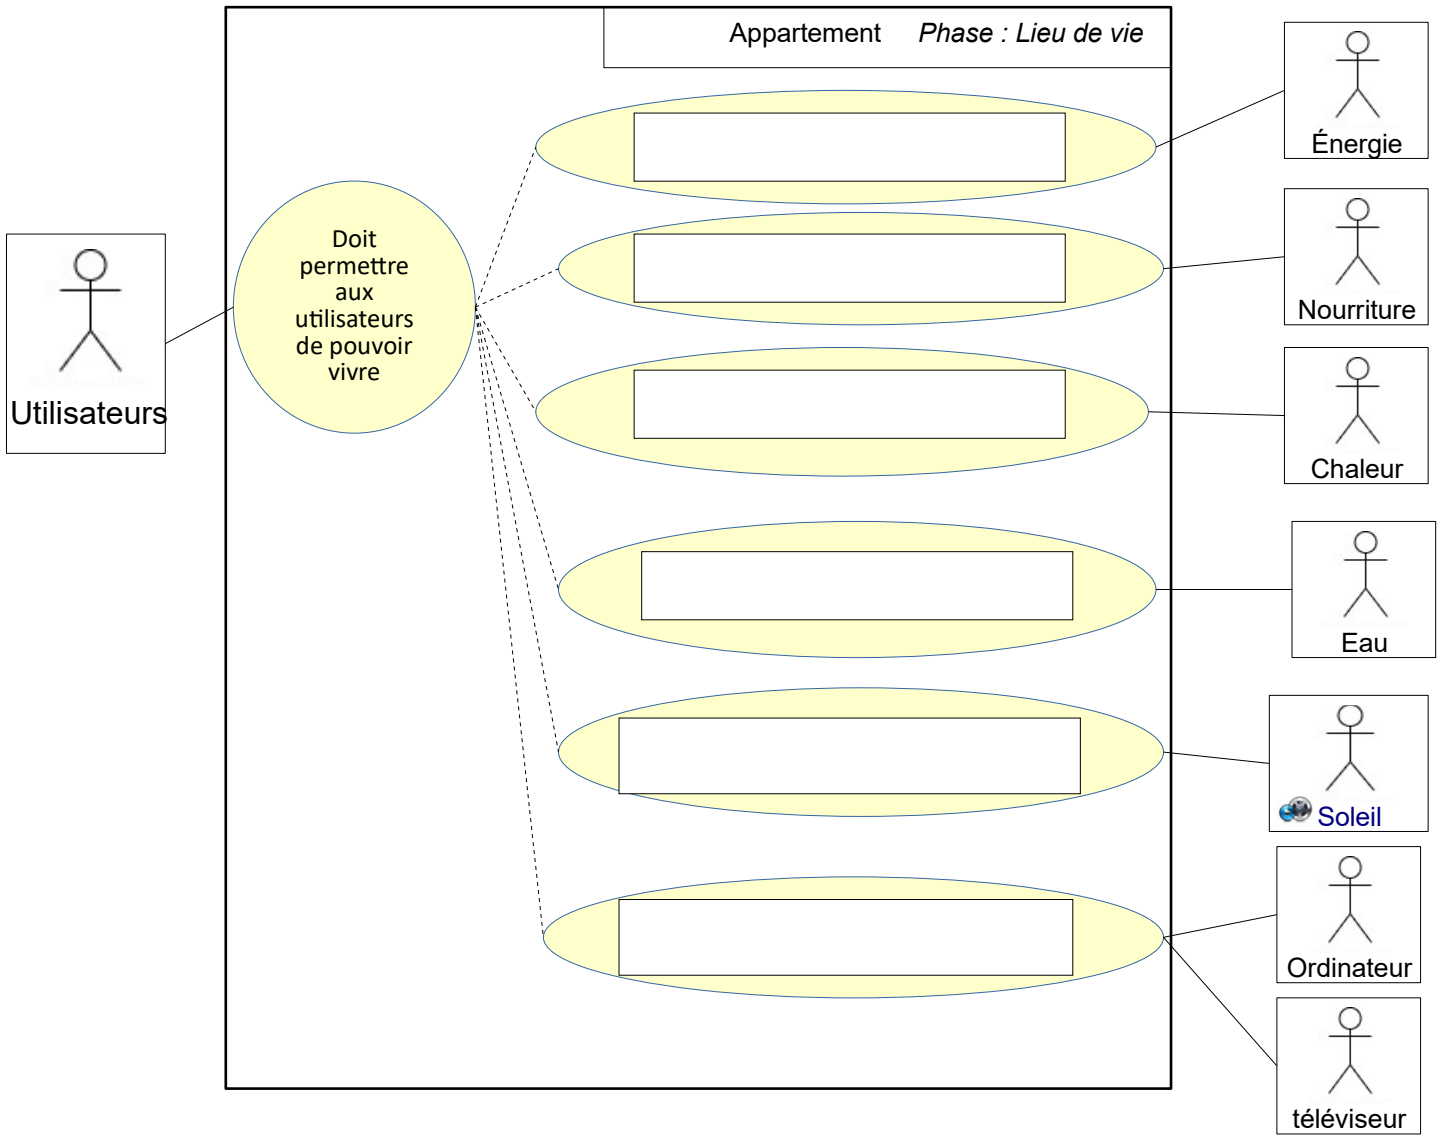 Appartement Phase : Lieu de vie
Énergie
Nourriture
Doit
permettre
aux
utilisateurs
de pouvoir
vivre
Utilisateurs
Chaleur
Eau
Soleil
Ordinateur
téléviseur